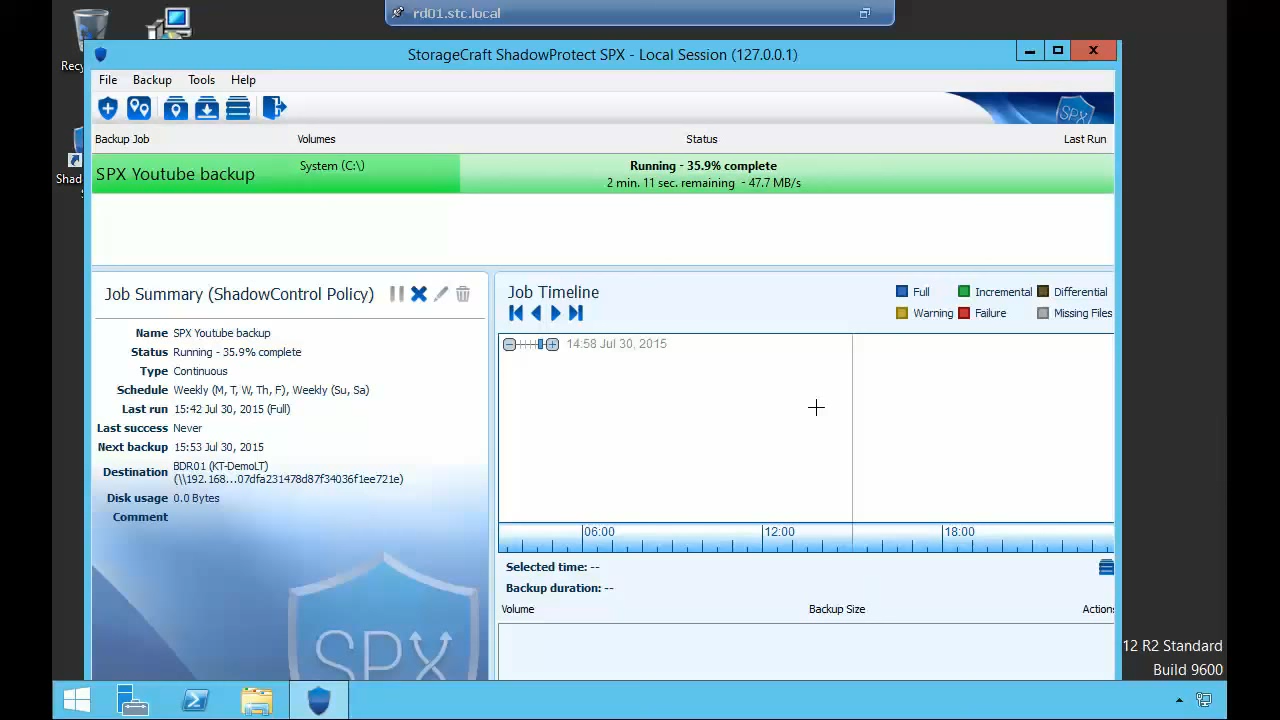 rd01.stc.local
StorageCraft ShadowProtect SPX - Local Session (127.0.0.1)
File Backup Tools Help
SPX
Backup Job Volumes Status Last Run
SPX Youtube backup System (C:\) Running - 35.9% complete
2 min. 11 sec. remaining - 47.7 MB/s
Job Summary (ShadowControl Policy)
Name SPX Youtube backup
Status Running - 35.9% complete
Type Continuous
Schedule Weekly (M, T, W, Th, F), Weekly (Su, Sa)
Last run 15:42 Jul 30, 2015 (Full)
Last success Never
Next backup 15:53 Jul 30, 2015
Destination BDR01 (KT-DemoLT)
(\\192.168...07dfa231478d87f34036f1ee721e)
Disk usage 0.0 Bytes
Comment
SPX
Job Timeline
Full Incremental Differential
Warning Failure Missing Files
14:58 Jul 30, 2015
06:00 12:00 18:00
Selected time: --
Backup duration: --
Volume Backup Size Actions
12 R2 Standard
Build 9600